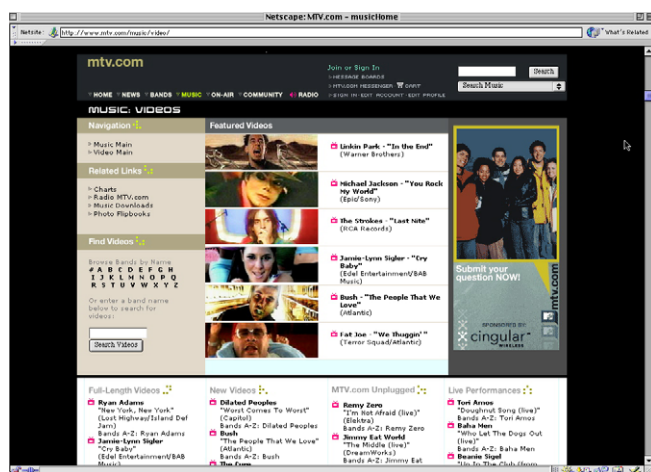 Netscape: MTV.com - musicHome
Netsite: http://www.mtv.com/music/video/
What's Related
mtv.com
Join or Sign In
MESSAGE BOARDS
MTV.COM MESSENGER CART
SIGN IN · EDIT ACCOUNT · EDIT PROFILE
Search
Search Music
HOME NEWS BANDS MUSIC ON-AIR COMMUNITY RADIO
MUSIC: VIDEOS
Navigation
Music Main
Video Main
Related Links
Charts
Radio MTV.com
Music Downloads
Photo Flipbooks
Find Videos
Browse Bands by Name
# A B C D E F G H
I J K L M N O P Q
R S T U V W X Y Z
Or enter a band name
below to search for
videos:
Search Videos
Featured Videos
Linkin Park - "In the End"
(Warner Brothers)
Michael Jackson - "You Rock
My World"
(Epic/Sony)
The Strokes - "Last Nite"
(RCA Records)
Jamie-Lynn Sigler - "Cry
Baby"
(Edel Entertainment/BAB
Music)
Bush - "The People That We
Love"
(Atlantic)
Fat Joe - "We Thuggin'"
(Terror Squad/Atlantic)
Submit your
question NOW!
mtv.com
SPONSORED BY:
cingular
WIRELESS
Full-Length Videos
Ryan Adams
"New York, New York"
(Lost Highway/Island Def
Jam)
Bands A-Z: Ryan Adams
Jamie-Lynn Sigler
"Cry Baby"
(Edel Entertainment/BAB
Music)
New Videos
Dilated Peoples
"Worst Comes To Worst"
(Capitol)
Bands A-Z: Dilated Peoples
Bush
"The People That We Love"
(Atlantic)
Bands A-Z: Bush
MTV.com Unplugged
Remy Zero
"I'm Not Afraid (live)"
(Elektra)
Bands A-Z: Remy Zero
Jimmy Eat World
"The Middle (live)"
(DreamWorks)
Bands A-Z: Jimmy Eat
Live Performances
Tori Amos
"Doughnut Song (live)"
Bands A-Z: Tori Amos
Baha Men
"Who Let The Dogs Out
(live)"
Bands A-Z: Baha Men
Beanie Sigel